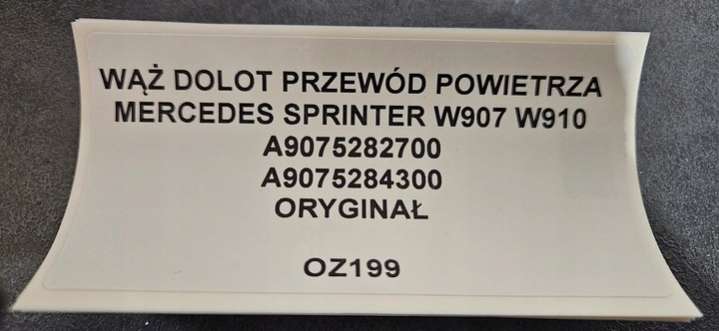 WĄŻ DOLOT PRZEWÓD POWIETRZA
MERCEDES SPRINTER W907 W910
A9075282700
A9075284300
ORYGINAŁ
OZ199